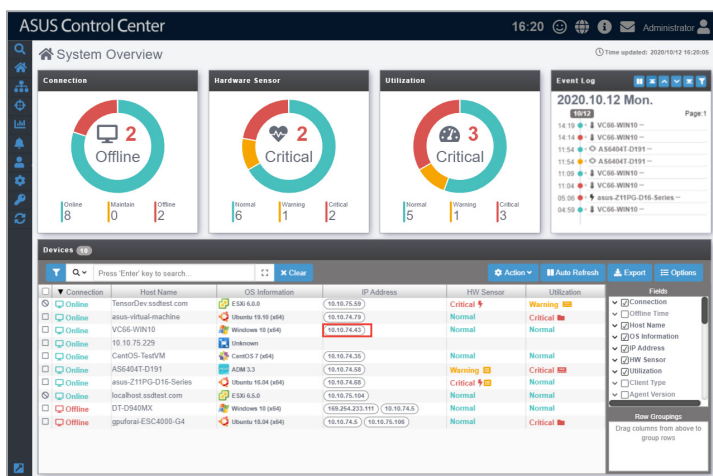 ASUS Control Center
16:20
Administrator
System Overview
Time updated: 2020/10/12 16:20:05
Connection
2
Offline
Online
8
Maintain
0
Offline
2
Hardware Sensor
2
Critical
Normal
6
Warning
1
Critical
2
Utilization
3
Critical
Normal
5
Warning
1
Critical
3
Event Log
2020.10.12 Mon.
10/12 Page:1
14:19 VC66-WIN10
14:14 VC66-WIN10
11:54 AS6404T-D191
11:54 AS6404T-D191
11:09 VC66-WIN10
11:04 VC66-WIN10
05:06 asus-Z11PG-D16-Series
04:59 VC66-WIN10
Devices 10
Press 'Enter' key to search... Clear Action Auto Refresh Export Options
Connection Host Name OS Information IP Address HW Sensor Utilization
Online TensorDev.ssdtest.com ESXi 6.0.0 10.10.75.59 Critical Warning
Online asus-virtual-machine Ubuntu 19.10 (x64) 10.10.74.79 Normal Critical
Online VC66-WIN10 Windows 10 (x64) 10.10.74.43 Normal Normal
Online 10.10.75.229 Unknown
Online CentOS-TestVM CentOS 7 (x64) 10.10.74.35 Normal Normal
Online AS6404T-D191 ADM 3.3 10.10.74.58 Warning Critical
Online asus-Z11PG-D16-Series Ubuntu 16.04 (x64) 10.10.74.68 Critical Normal
Online localhost.ssdtest.com ESXi 6.5.0 10.10.75.104 Normal Normal
Offline DT-D940MX Windows 10 (x64) 169.254.233.111 10.10.74.5 Normal Normal
Offline gpuforai-ESC4000-G4 Ubuntu 18.04 (x64) 10.10.74.5 10.10.75.106 Normal Critical
Fields
Connection
Offline Time
Host Name
OS Information
IP Address
HW Sensor
Utilization
Client Type
Agent Version
Row Groupings
Drag columns from above to
group rows